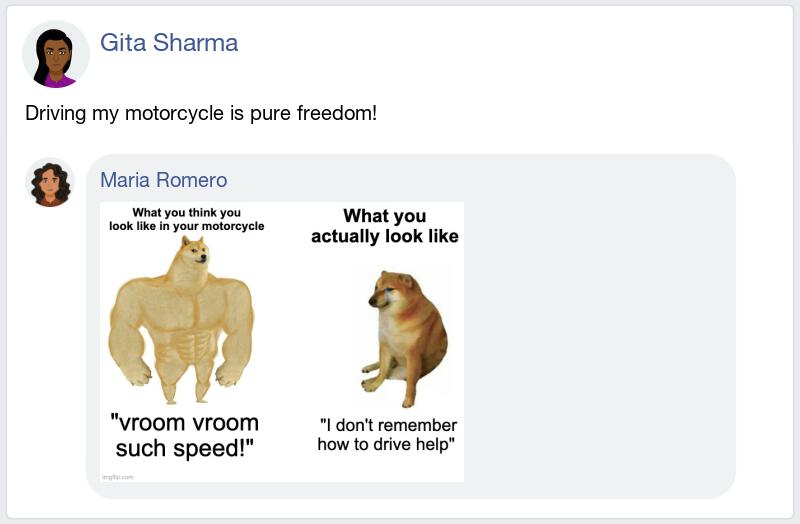 Gita Sharma
Driving my motorcycle is pure freedom!
Maria Romero
What you think you
look like in your motorcycle
"vroom vroom
such speed!"
What you
actually look like
"I don't remember
how to drive help"
imgflip.com